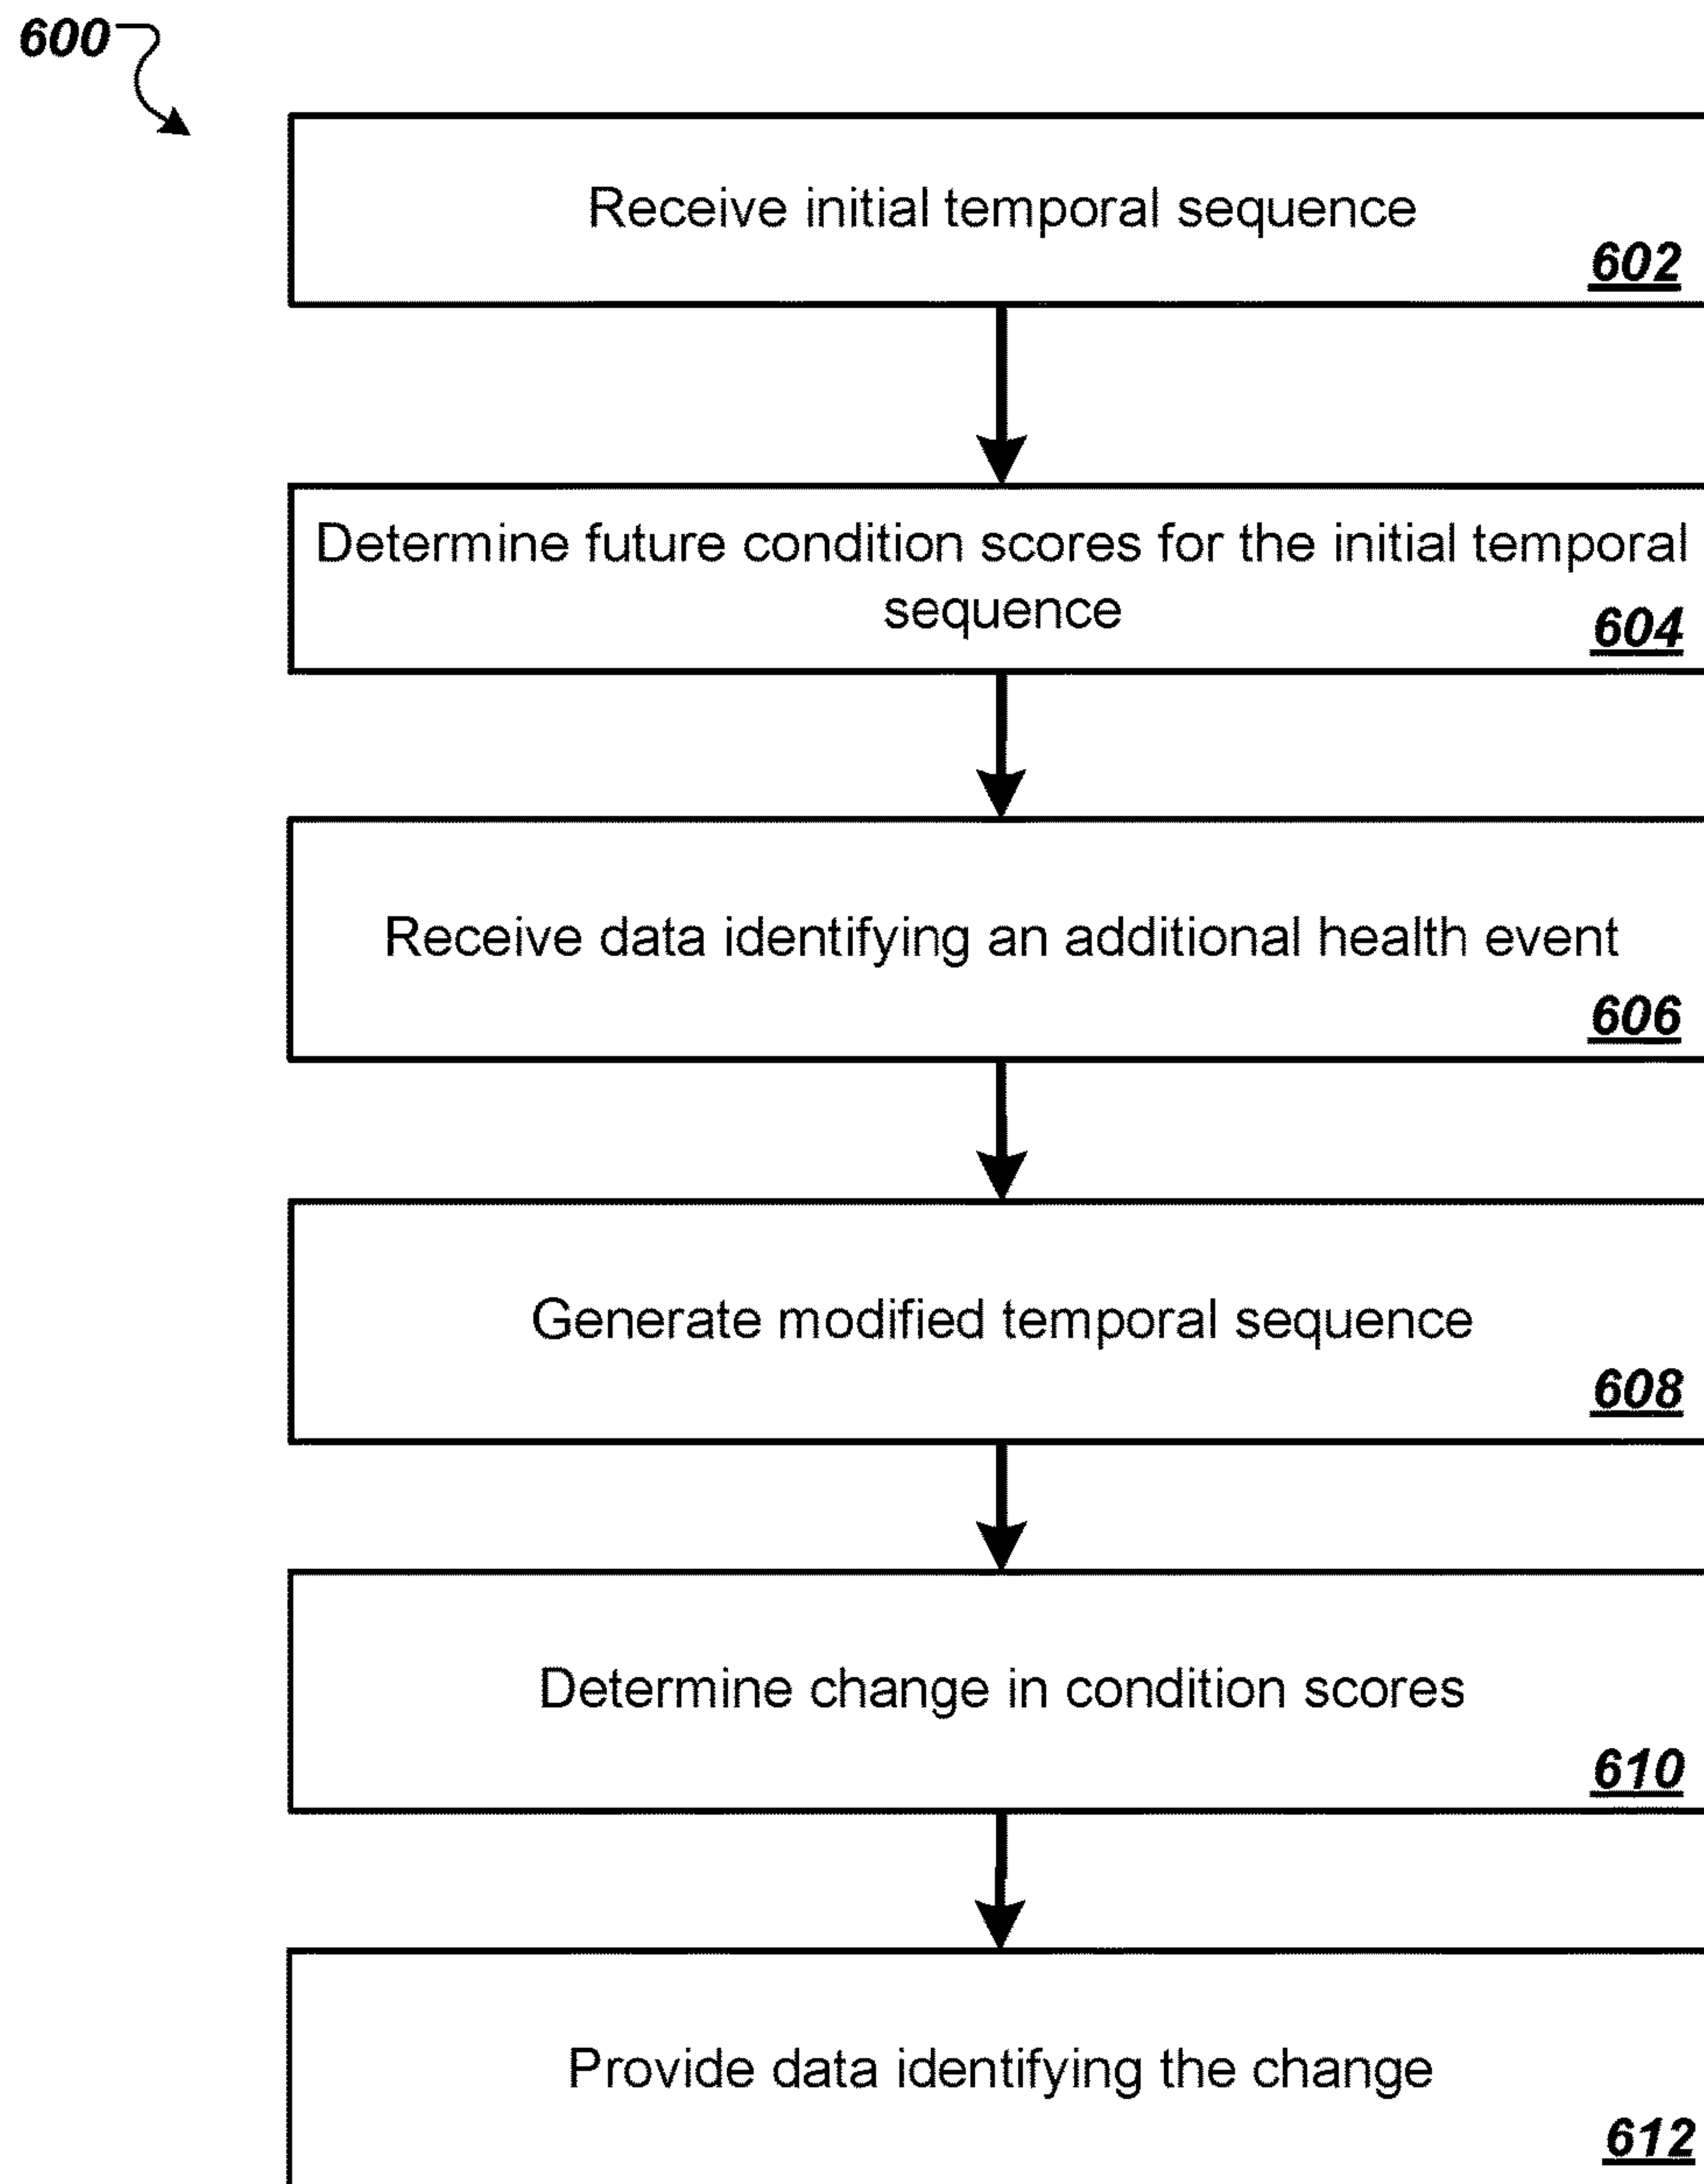 600
Receive initial temporal sequence
602
Determine future condition scores for the initial temporal
sequence
604
Receive data identifying an additional health event
606
Generate modified temporal sequence
608
Determine change in condition scores
610
Provide data identifying the change
612